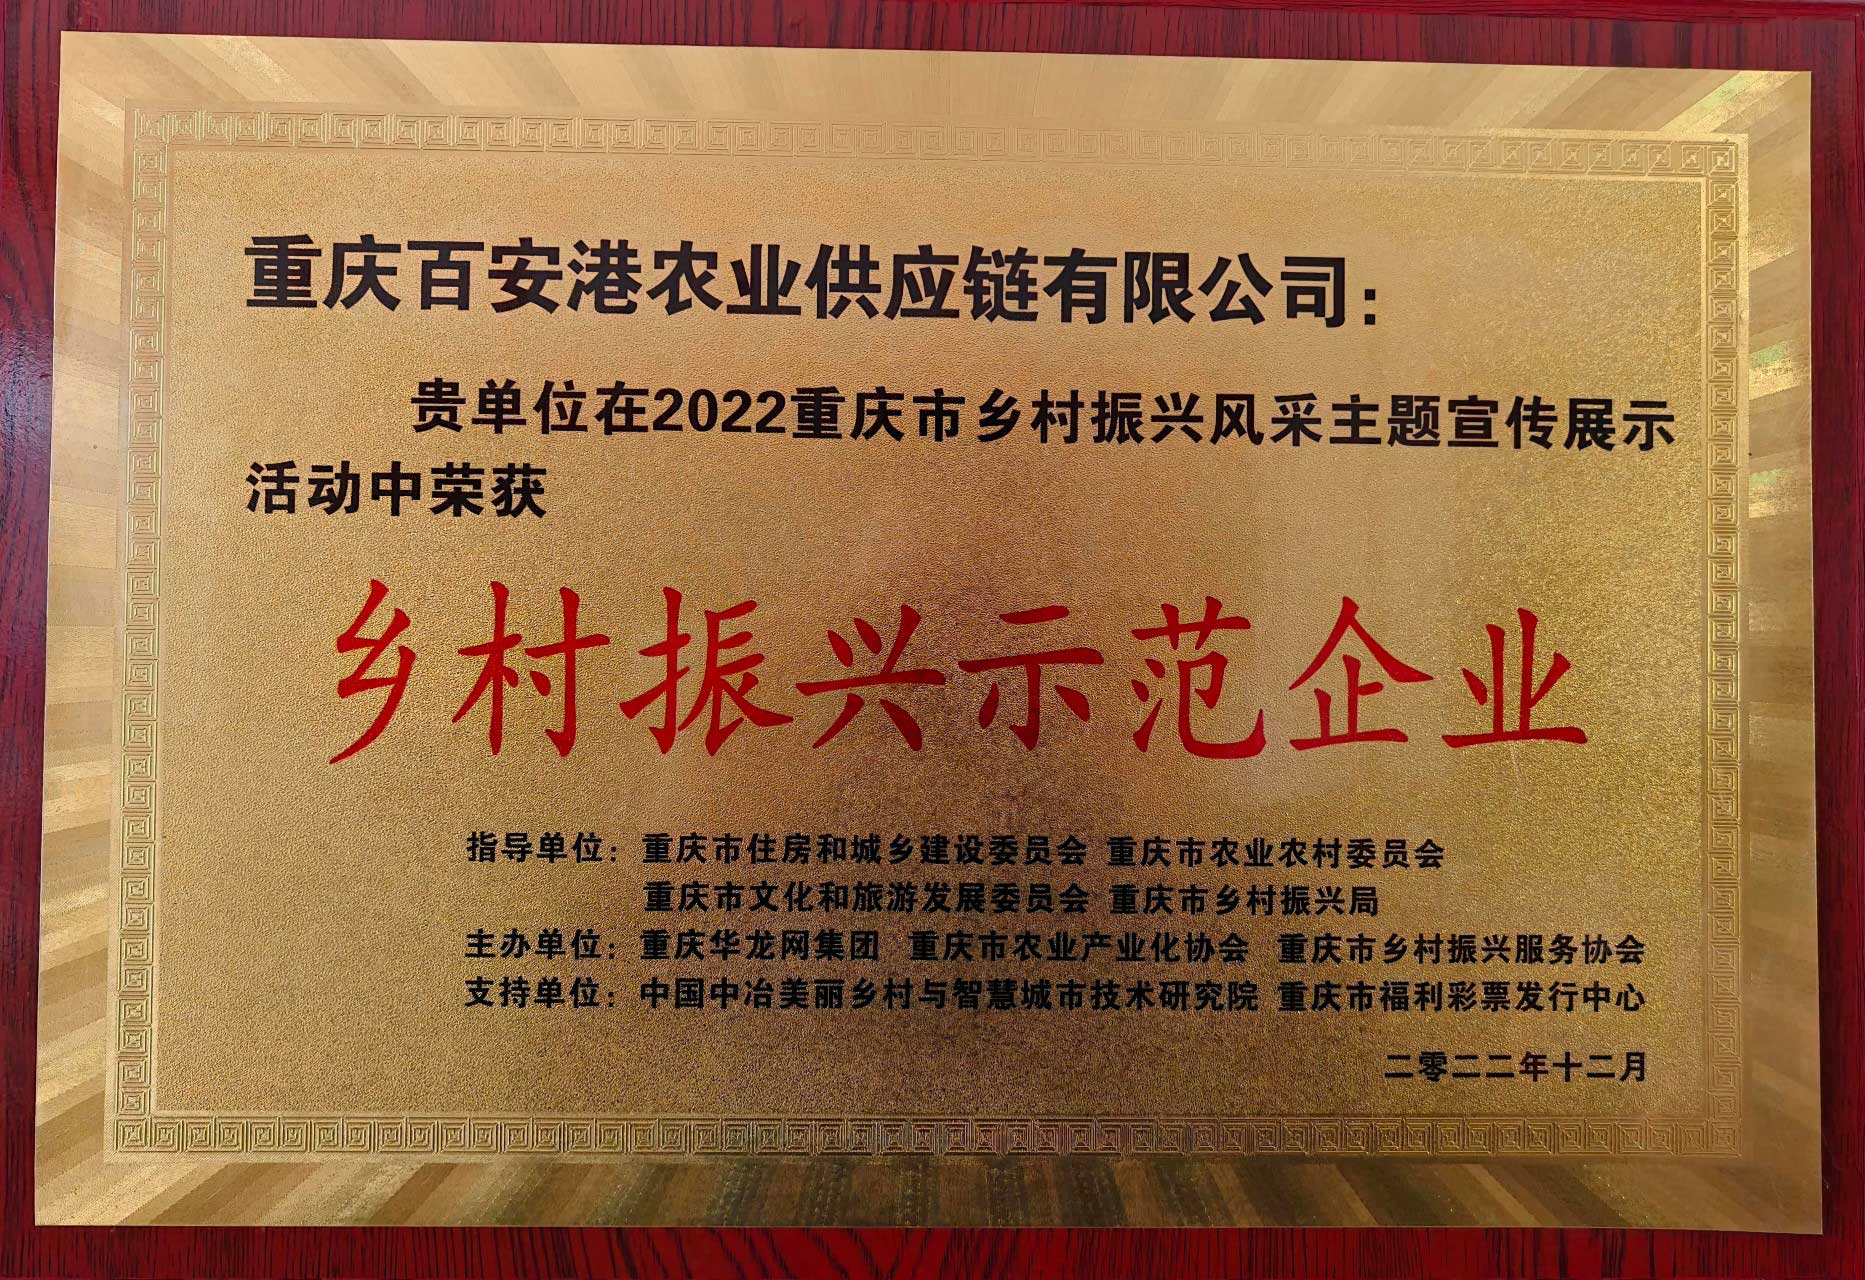 重庆百安港农业供应链有限公司：
贵单位在2022重庆市乡村振兴风采主题宣传展示
活动中荣获
乡村振兴示范企业
指导单位：重庆市住房和城乡建设委员会 重庆市农业农村委员会
重庆市文化和旅游发展委员会 重庆市乡村振兴局
主办单位：重庆华龙网集团 重庆市农业产业化协会 重庆市乡村振兴服务协会
支持单位：中国中冶美丽乡村与智慧城市技术研究院 重庆市福利彩票发行中心
二零二二年十二月